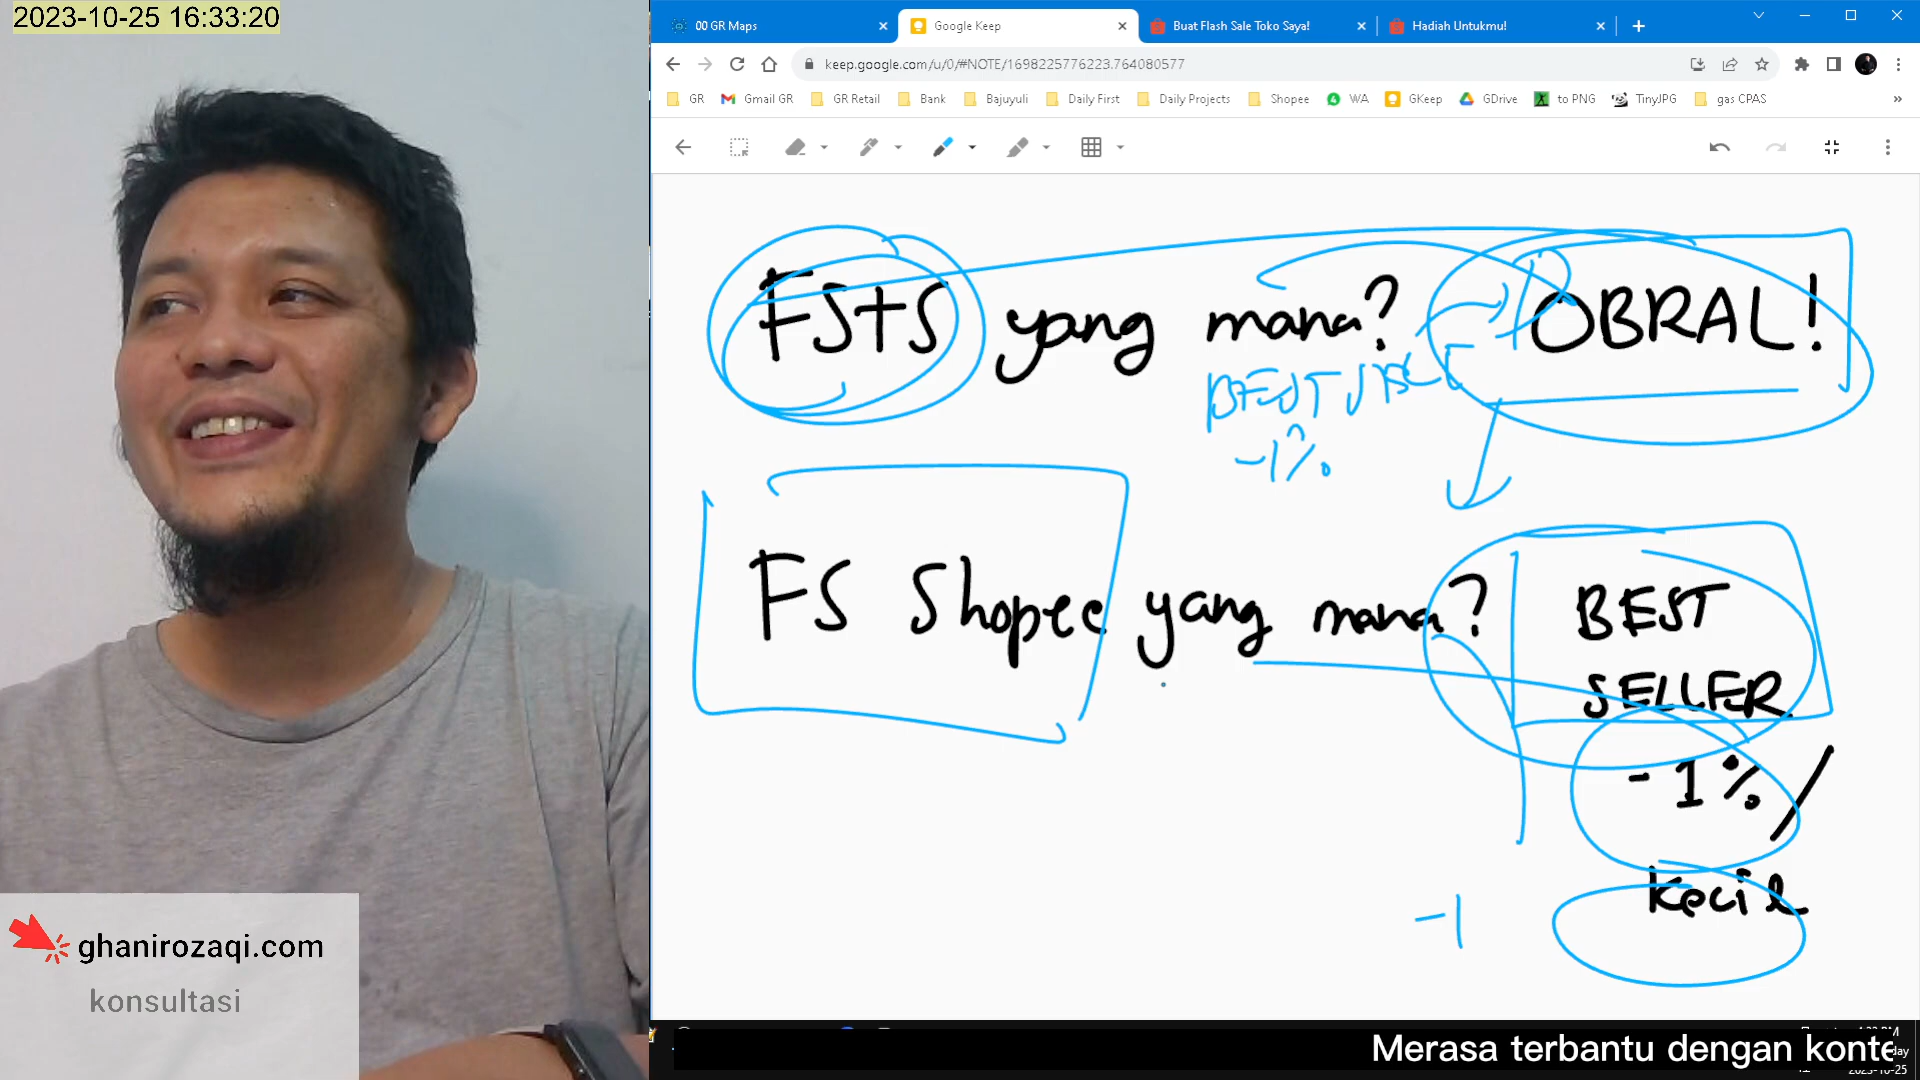 2023-10-25 16:33:20
00 GR Maps
Google Keep
Buat Flash Sale Toko Saya!
Hadiah Untukmu!
keep.google.com/u/0/#NOTE/1698225776223.764080577
GR
Gmail GR
GR Retail
Bank
Bajuyuli
Daily First
Daily Projects
Shopee
WA
GKeep
GDrive
to PNG
TinyJPG
gas CPAS
»
FSTS yang mana? OBRAL!
-1%
FS Shopee yang mana? BEST
SELLER
-1% /
kecil
-1
ghanirozaqi.com
konsultasi
Merasa terbantu dengan konte
2023-10-25